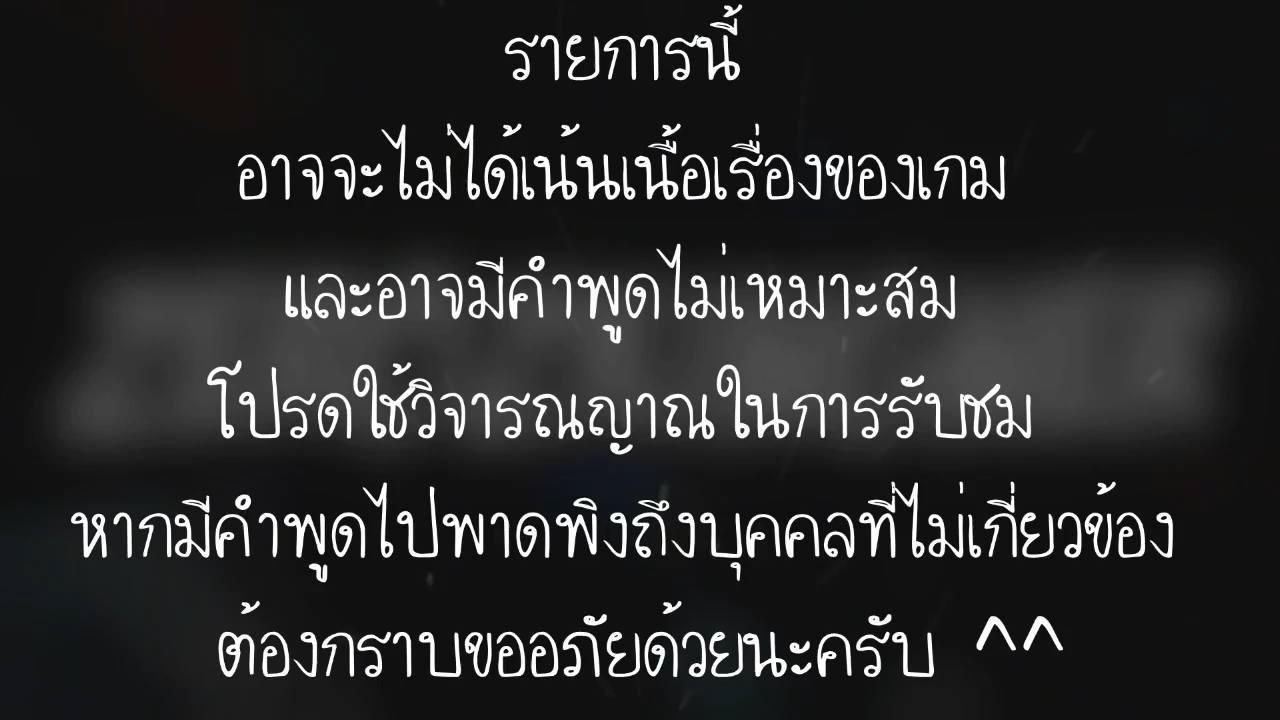 รายการนี้
อาจจะไม่ได้เน้นเนื้อเรื่องของเกม
และอาจมีคำพูดไม่เหมาะสม
โปรดใช้วิจารณญาณในการรับชม
หากมีคำพูดไปพาดพิงถึงบุคคลที่ไม่เกี่ยวข้อง
ต้องกราบขออภัยด้วยนะครับ ^^